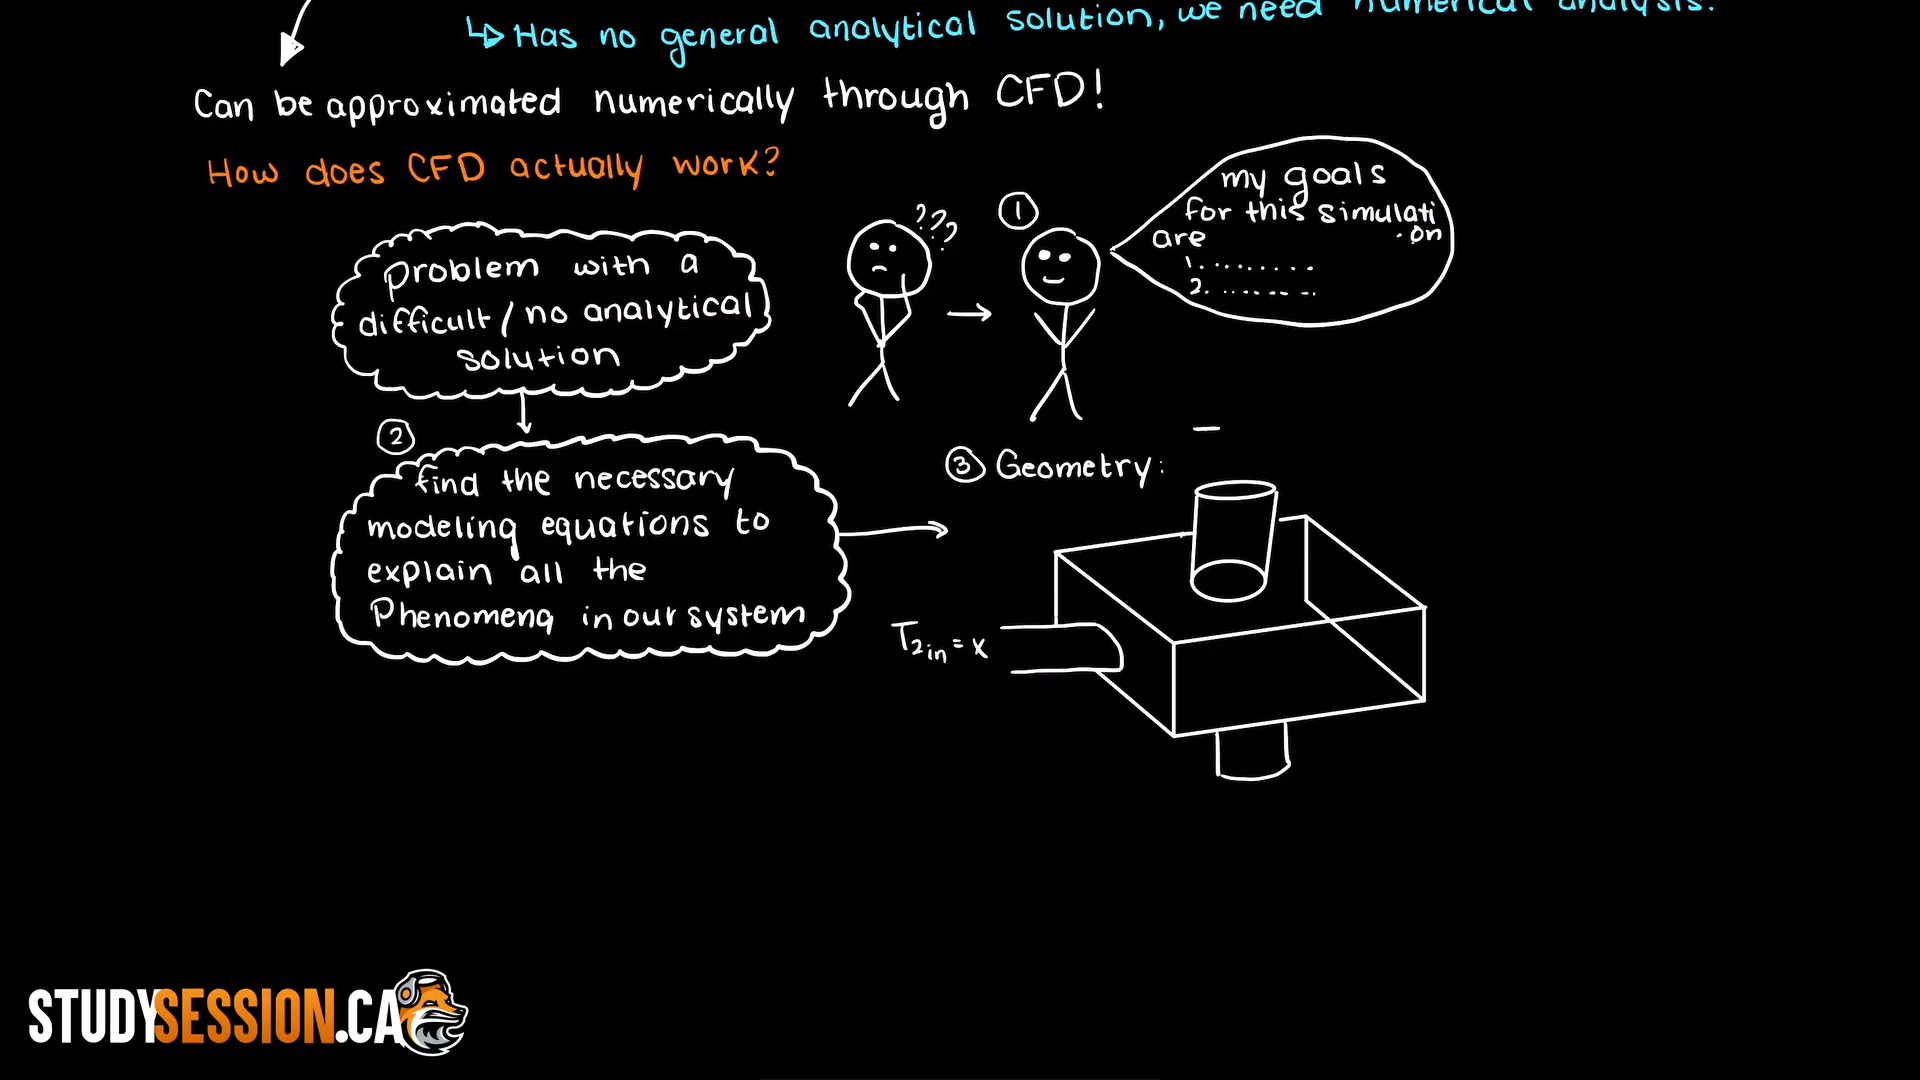 ↳ Has no general analytical solution, we need numerical analysis.
Can be approximated numerically through CFD!
How does CFD actually work?
problem with a
difficult/no analytical
solution
???
1
my goals
for this simulati
on
are
1. ........
2. .......
2
find the necessary
modeling equations to
explain all the
Phenomena in our system
3 Geometry:
T2in = x
STUDYSESSION.CA